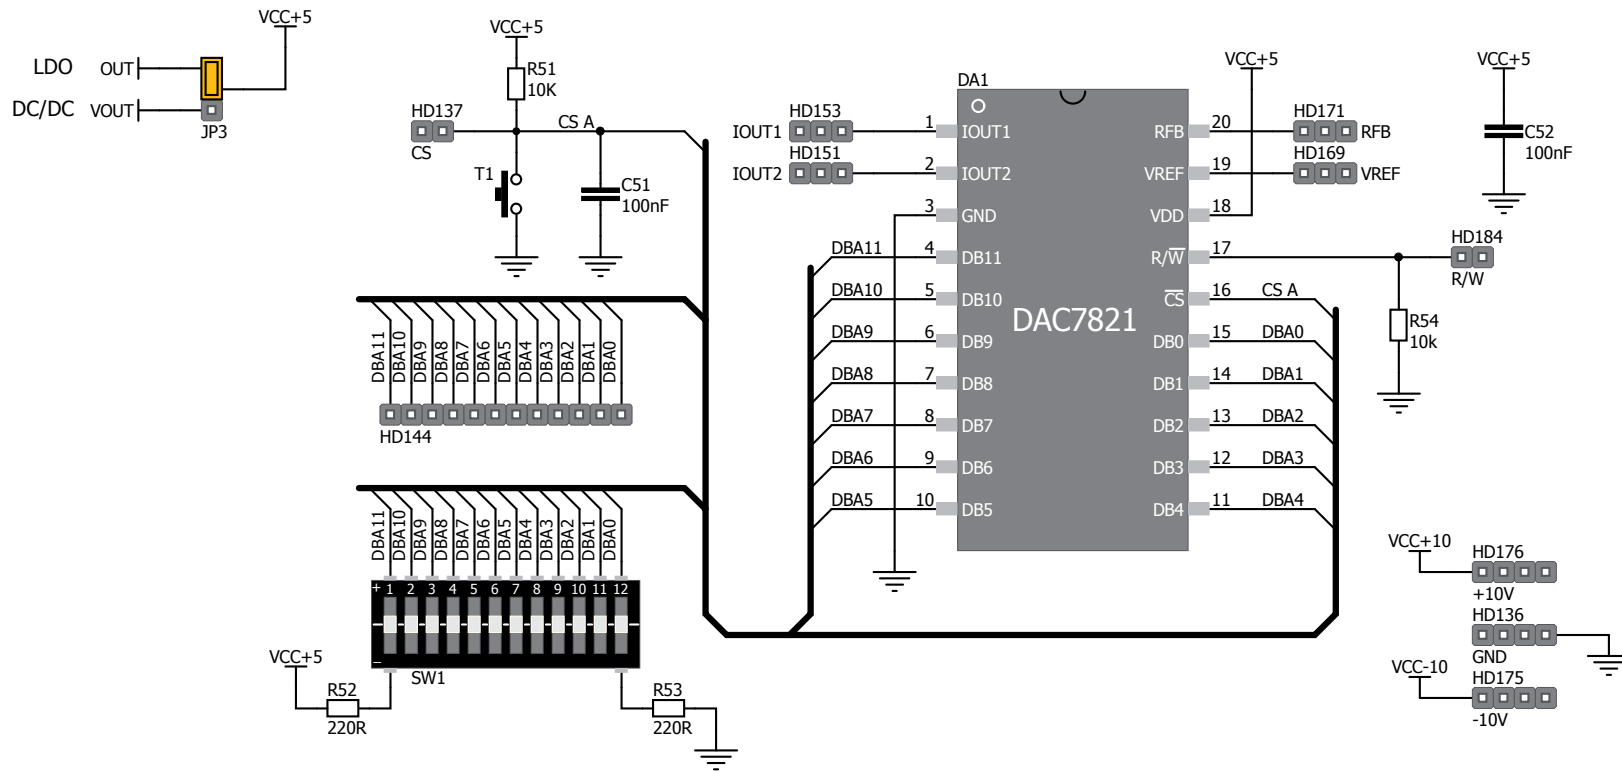 LDO OUT
DC/DC VOUT
JP3
VCC+5
VCC+5
R51
10K
HD137
CS
CS A
T1
C51
100nF
DBA11 DBA10 DBA9 DBA8 DBA7 DBA6 DBA5 DBA4 DBA3 DBA2 DBA1 DBA0
HD144
DBA11 DBA10 DBA9 DBA8 DBA7 DBA6 DBA5 DBA4 DBA3 DBA2 DBA1 DBA0
+ 1 2 3 4 5 6 7 8 9 10 11 12
_
SW1
VCC+5
R52
220R
R53
220R
DA1
DAC7821
HD153
IOUT1 1 IOUT1
HD151
IOUT2 2 IOUT2
3 GND
DBA11 4 DB11
DBA10 5 DB10
DBA9 6 DB9
DBA8 7 DB8
DBA7 8 DB7
DBA6 9 DB6
DBA5 10 DB5
VCC+5
HD171
RFB 20 RFB
HD169
VREF 19 VREF
VDD 18
R/W 17
CS 16 CS A
DB0 15 DBA0
DB1 14 DBA1
DB2 13 DBA2
DB3 12 DBA3
DB4 11 DBA4
VCC+5
C52
100nF
HD184
R/W
R54
10k
VCC+10
HD176
+10V
HD136
GND
VCC-10
HD175
-10V